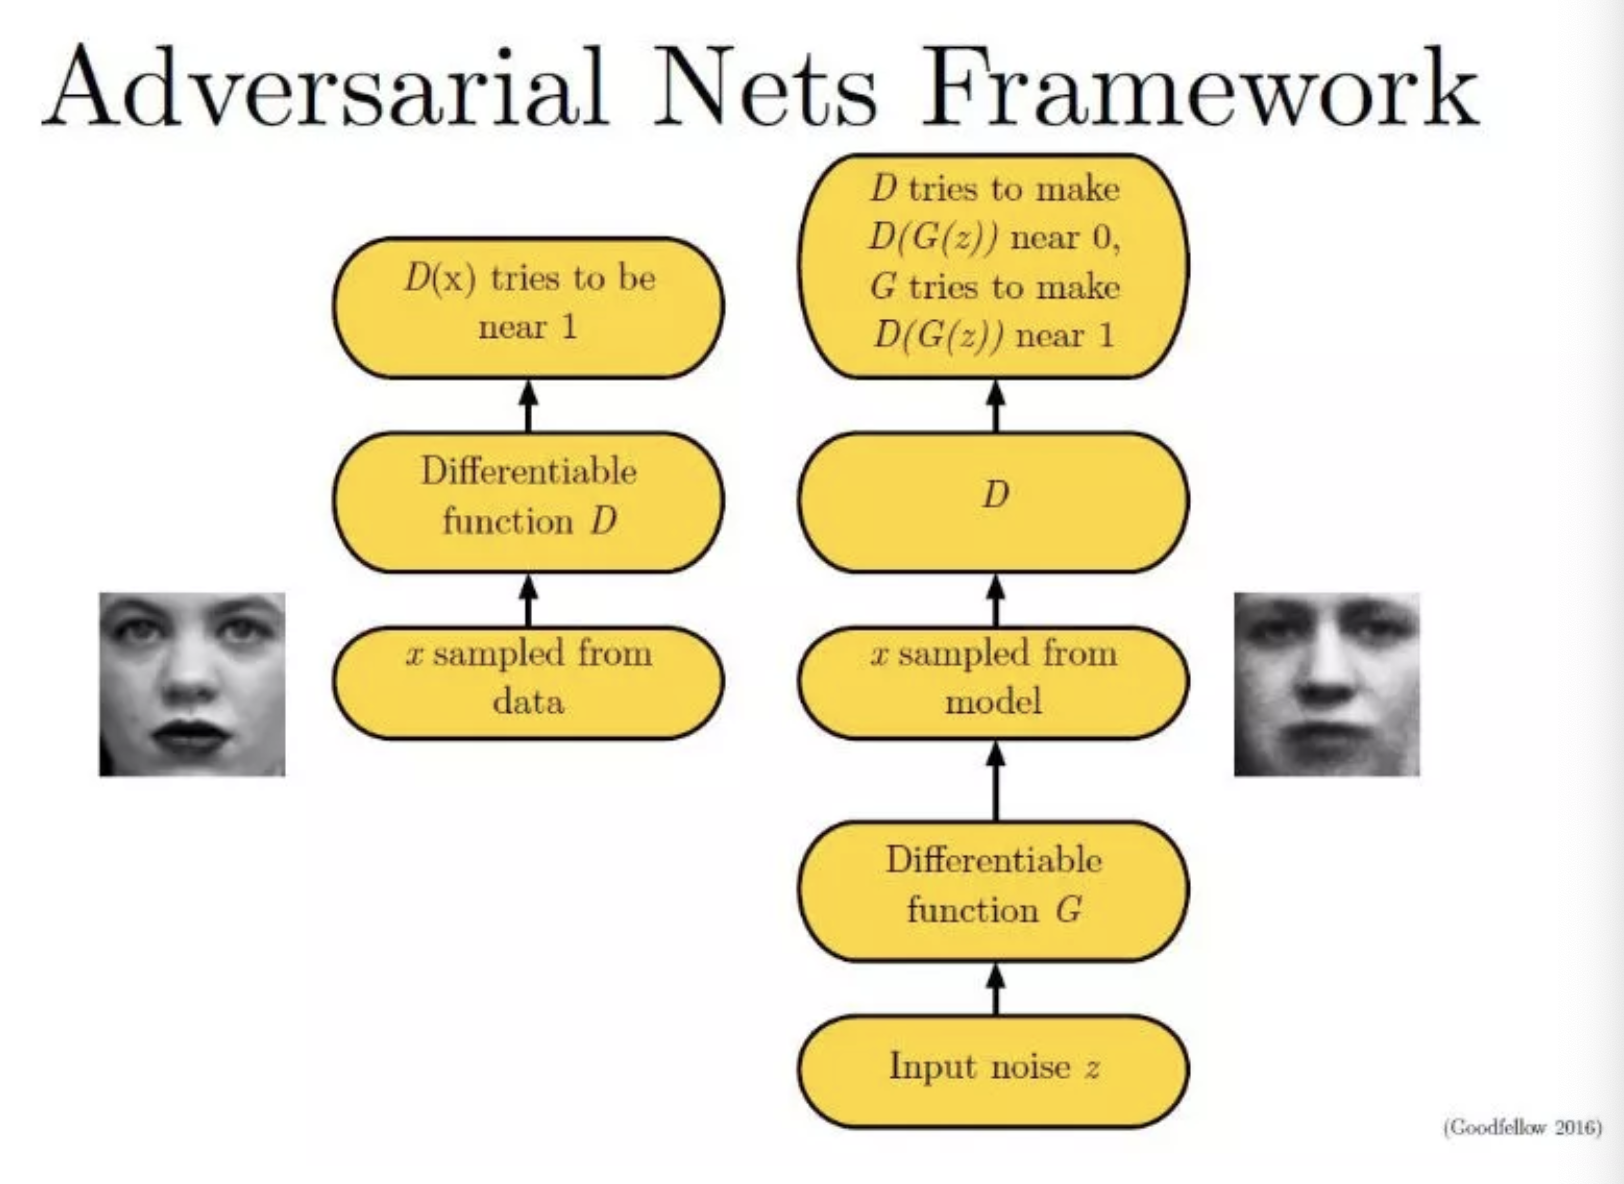 Adversarial Nets Framework
D(x) tries to be
near 1
Differentiable
function D
x sampled from
data
D tries to make
D(G(z)) near 0,
G tries to make
D(G(z)) near 1
D
x sampled from
model
Differentiable
function G
Input noise z
(Goodfellow 2016)